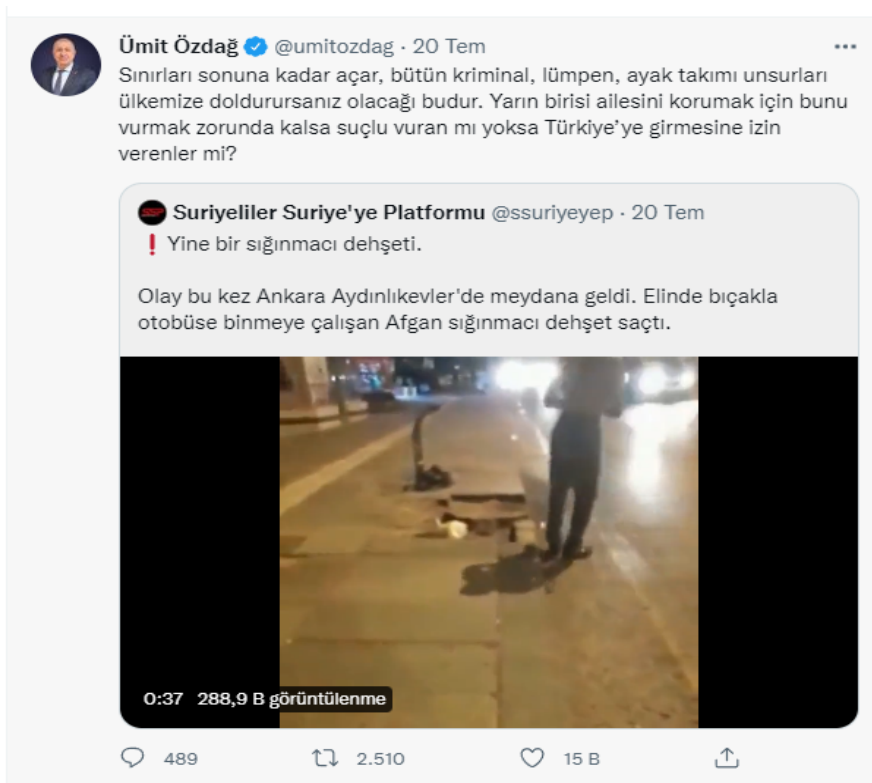 Ümit Özdağ @umitozdag · 20 Tem
Sınırları sonuna kadar açar, bütün kriminal, lümpen, ayak takımı unsurları
ülkemize doldurursanız olacağı budur. Yarın birisi ailesini korumak için bunu
vurmak zorunda kalsa suçlu vuran mı yoksa Türkiye'ye girmesine izin
verenler mi?
SSP Suriyeliler Suriye'ye Platformu @ssuriyeyep · 20 Tem
❗ Yine bir sığınmacı dehşeti.
Olay bu kez Ankara Aydınlıkevler'de meydana geldi. Elinde bıçakla
otobüse binmeye çalışan Afgan sığınmacı dehşet saçtı.
0:37 288,9 B görüntülenme
489 2.510 15 B